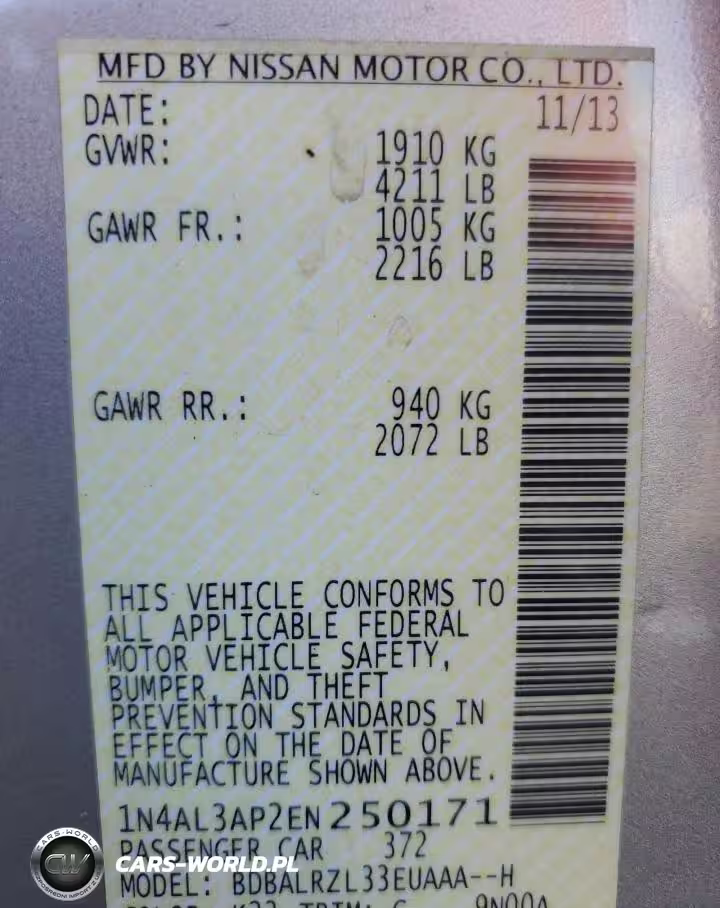 MFD BY NISSAN MOTOR CO., LTD.
DATE: 11/13
GVWR: 1910 KG
4211 LB
GAWR FR.: 1005 KG
2216 LB
GAWR RR.: 940 KG
2072 LB
THIS VEHICLE CONFORMS TO
ALL APPLICABLE FEDERAL
MOTOR VEHICLE SAFETY,
BUMPER, AND THEFT
PREVENTION STANDARDS IN
EFFECT ON THE DATE OF
MANUFACTURE SHOWN ABOVE.
1N4AL3AP2EN250171
PASSENGER CAR 372
MODEL: BDBALRZL33EUAAA--H
CARS-WORLD
CW
CARS-WORLD.PL